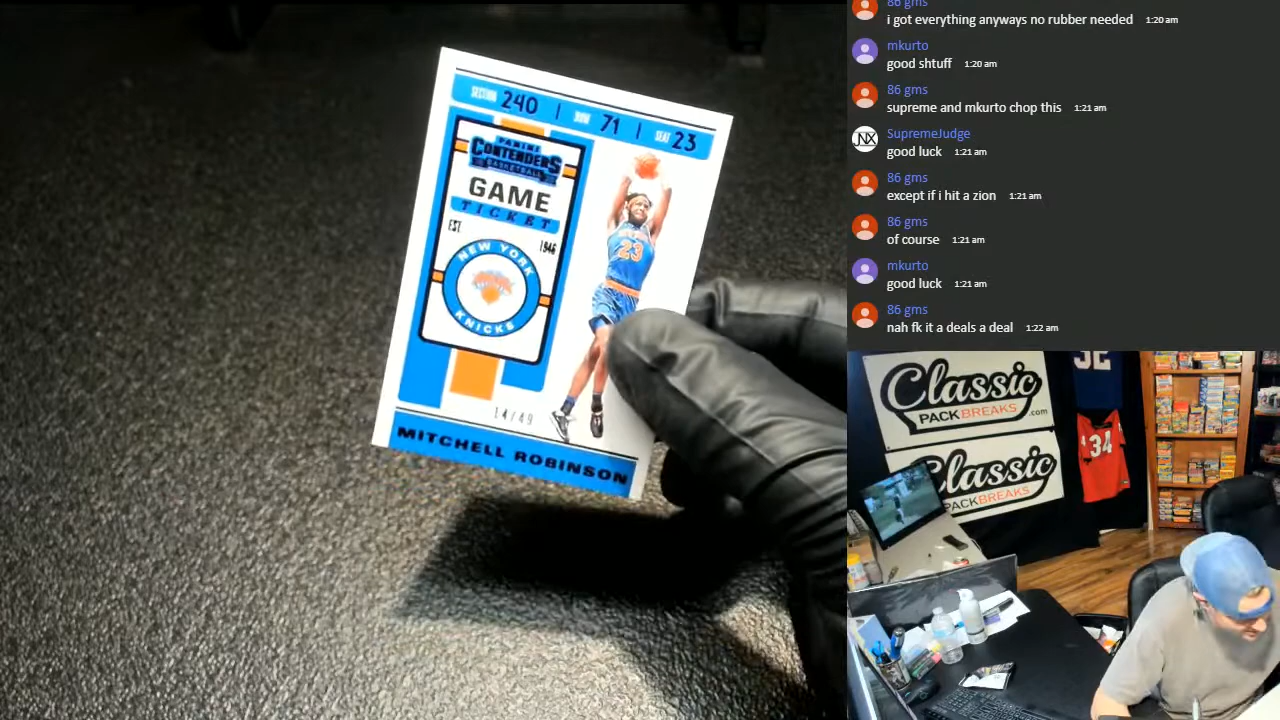 SECTION 240 | ROW 71 | SEAT 23
PANINI
CONTENDERS
BASKETBALL
GAME
TICKET
EST 1946
NEW YORK
KNICKS
23
14/49
MITCHELL ROBINSON
86 gms
i got everything anyways no rubber needed 1:20 am
mkurto
good shtuff 1:20 am
86 gms
supreme and mkurto chop this 1:21 am
JNX
SupremeJudge
good luck 1:21 am
86 gms
except if i hit a zion 1:21 am
86 gms
of course 1:21 am
mkurto
good luck 1:21 am
86 gms
nah fk it a deals a deal 1:22 am
Classic
PACKBREAKS.com
Classic
PACKBREAKS
32
34